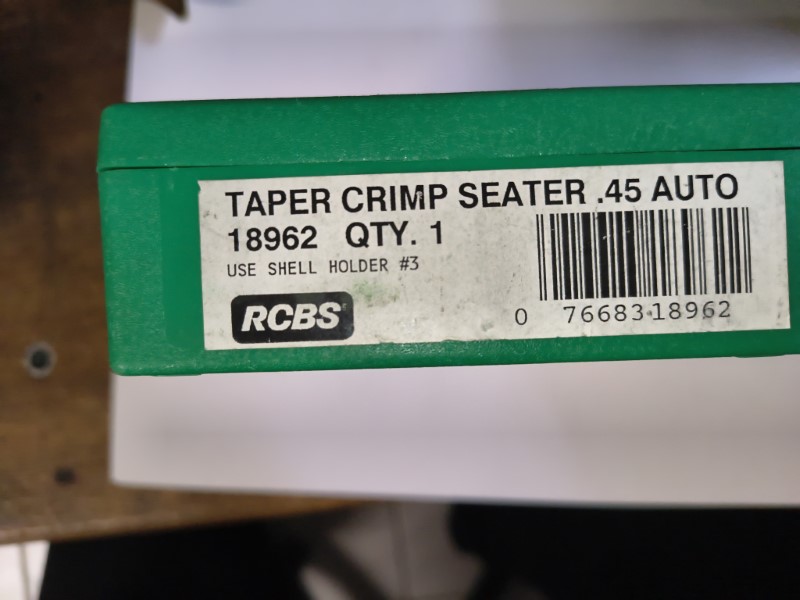 TAPER CRIMP SEATER .45 AUTO
18962 QTY. 1
USE SHELL HOLDER #3
RCBS
0 76683 18962